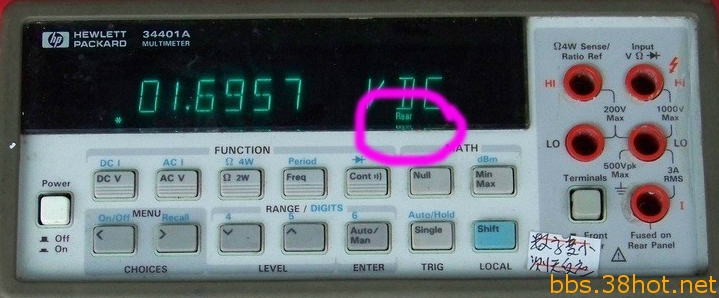 HEWLETT
PACKARD
34401A
MULTIMETER
01.6957 V DC
*
Rear
Ω4W Sense/
Ratio Ref
Input
V Ω
HI
HI
200V
Max
1000V
Max
LO
LO
500Vpk
Max
3A
RMS
I
Terminals
Front
Fused on
Rear Panel
FUNCTION
MATH
DC I
AC I
Ω 4W
Period
dBm
DC V
AC V
Ω 2W
Freq
Cont
Null
Min
Max
Power
Off
On
MENU
RANGE / DIGITS
On/Off
Recall
4
5
6
Auto/Hold
<
>
Auto/
Man
Single
Shift
CHOICES
LEVEL
ENTER
TRIG
LOCAL
bbs.38hot.net